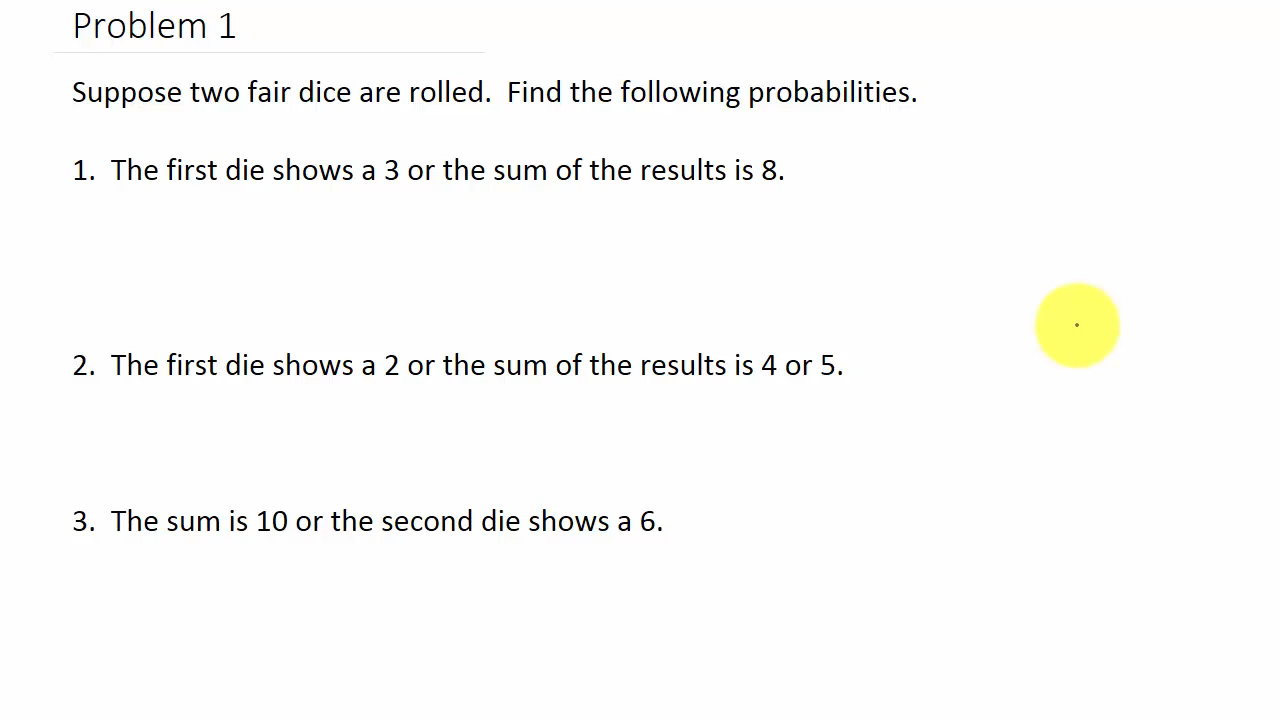 Problem 1
Suppose two fair dice are rolled.  Find the following probabilities.
1.  The first die shows a 3 or the sum of the results is 8.
2.  The first die shows a 2 or the sum of the results is 4 or 5.
3.  The sum is 10 or the second die shows a 6.